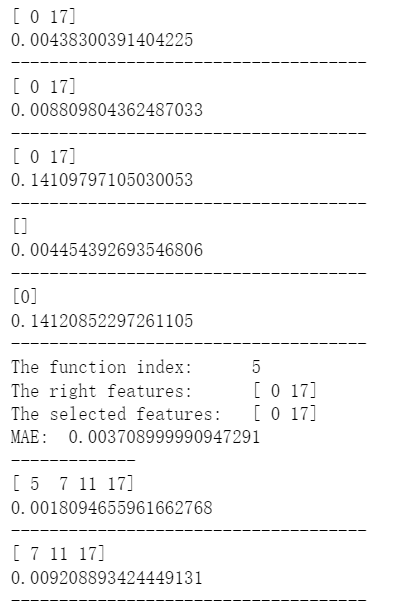 [ 0 17]
0.00438300391404225
-------------------------------------
[ 0 17]
0.008809804362487033
-------------------------------------
[ 0 17]
0.14109797105030053
-------------------------------------
[]
0.004454392693546806
-------------------------------------
[0]
0.14120852297261105
-------------------------------------
The function index:      5
The right features:      [ 0 17]
The selected features:   [ 0 17]
MAE:  0.003708999990947291
-------------
[ 5  7 11 17]
0.0018094655961662768
-------------------------------------
[ 7 11 17]
0.009208893424449131
-------------------------------------